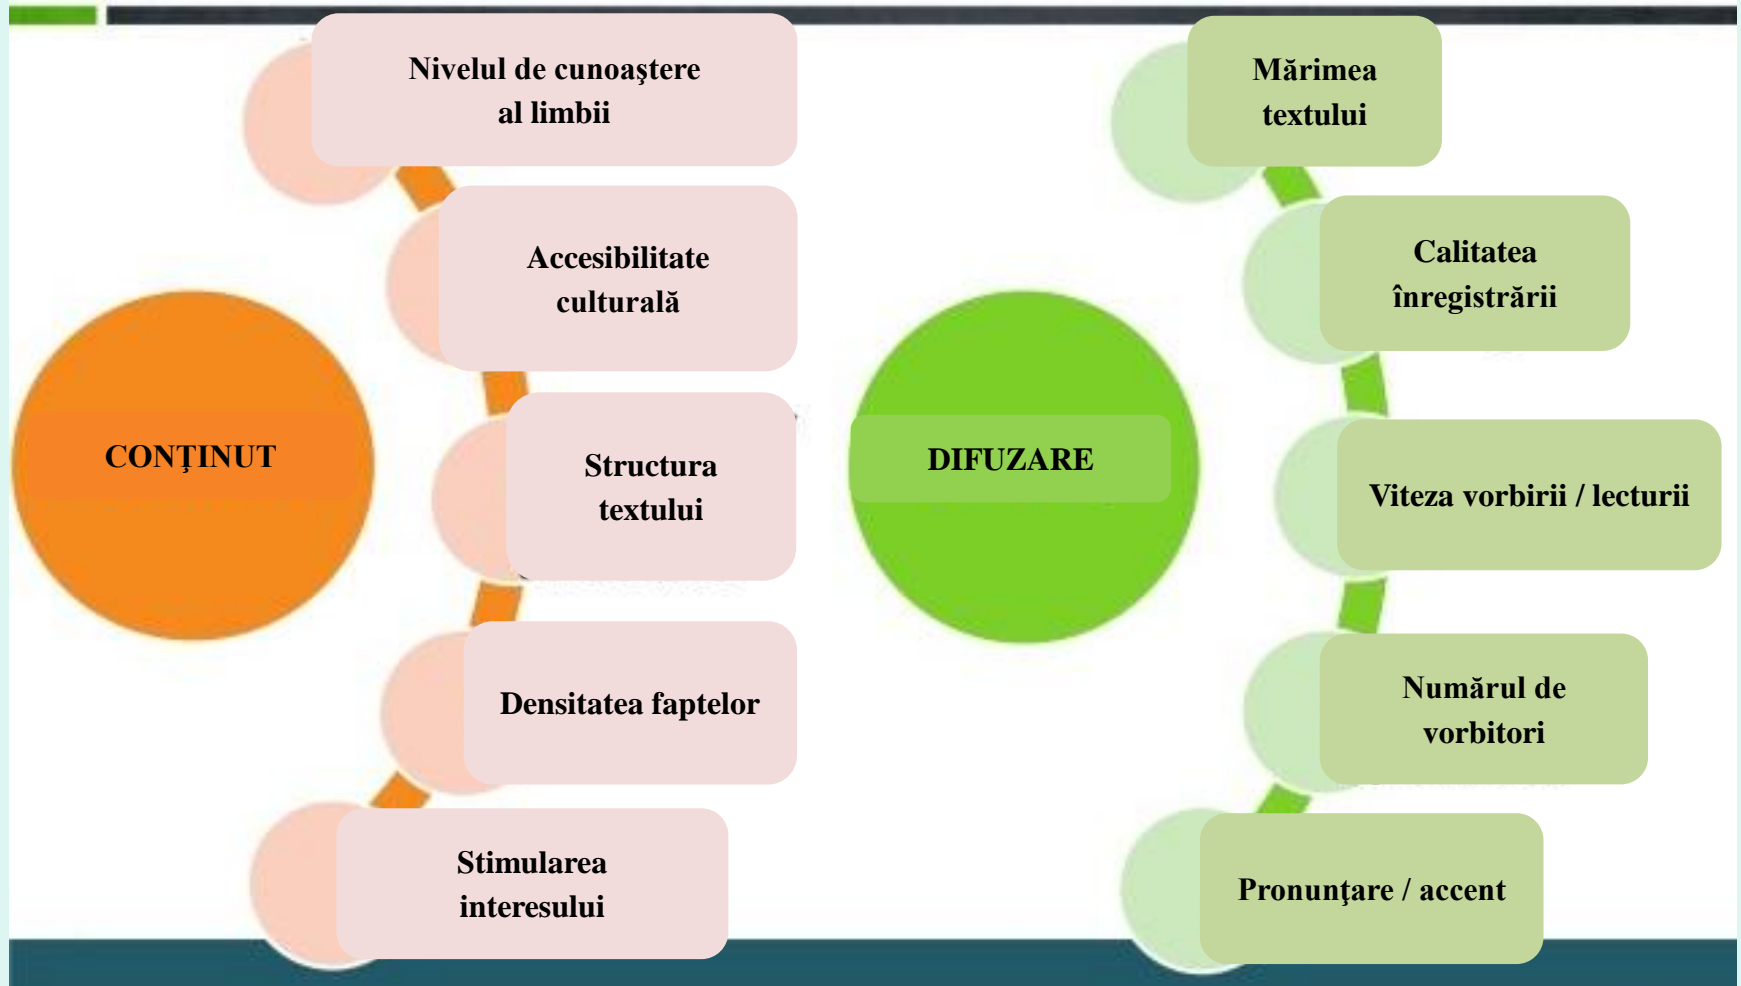 CONŢINUT
Nivelul de cunoaştere
al limbii
Accesibilitate
culturală
Structura
textului
Densitatea faptelor
Stimularea
interesului
DIFUZARE
Mărimea
textului
Calitatea
înregistrării
Viteza vorbirii / lecturii
Numărul de
vorbitori
Pronunţare / accent